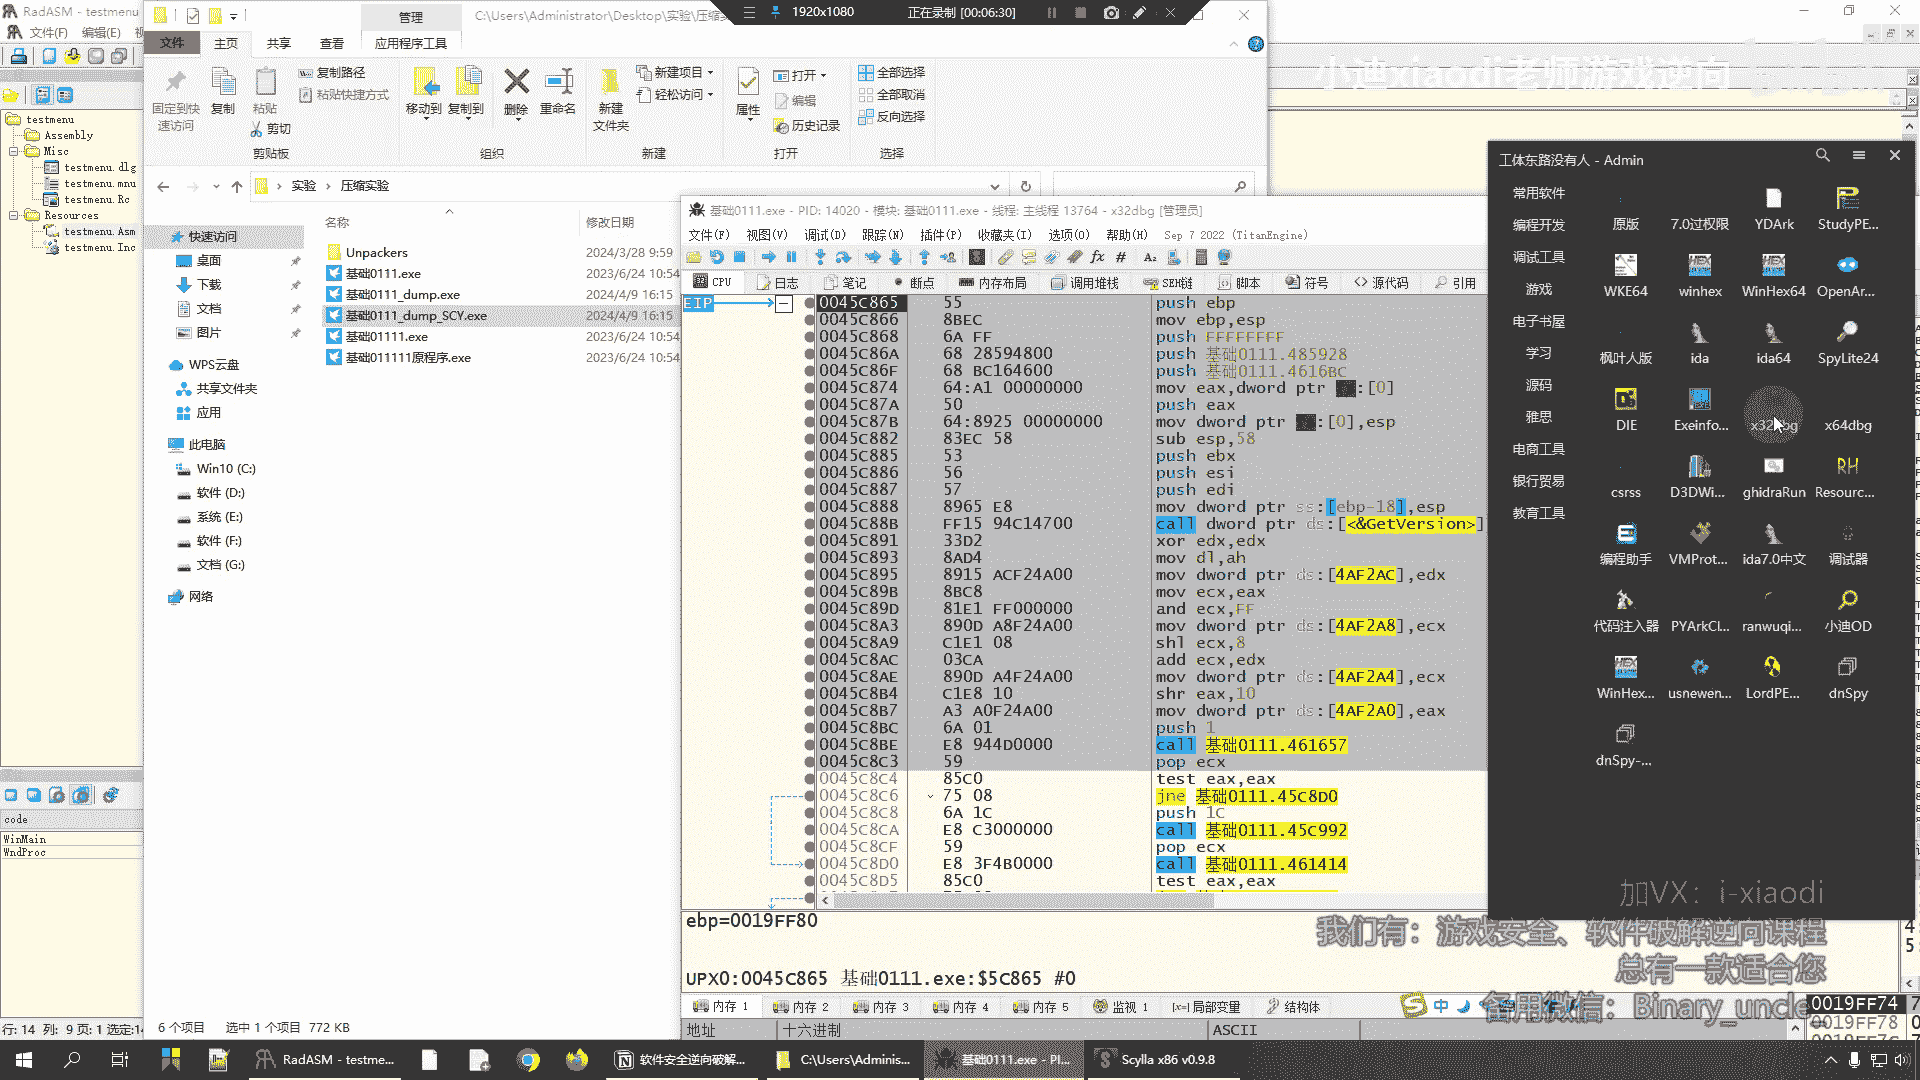 RadASM - testmenu
文件(F) 编辑(E)
testmenu
Assembly
Misc
testmenu.dlg
testmenu.mnu
testmenu.Rc
Resources
testmenu.Asm
testmenu.Inc
code
WinMain
WndProc
管理
C:\Users\Administrator\Desktop\实验\压缩实
1920x1080
正在录制 [00:06:30]
文件 主页 共享 查看 应用程序工具
固定到快速访问
复制
粘贴
复制路径
粘贴快捷方式
剪切
剪贴板
移动到 复制到 删除 重命名
组织
新建文件夹
新建项目
轻松访问
新建
属性
打开
编辑
历史记录
打开
全部选择
全部取消
反向选择
选择
实验 › 压缩实验
名称 修改日期
快速访问
桌面
下载
文档
图片
WPS云盘
共享文件夹
应用
此电脑
Win10 (C:)
软件 (D:)
系统 (E:)
软件 (F:)
文档 (G:)
网络
Unpackers 2024/3/28 9:59
基础0111.exe 2023/6/24 10:54
基础0111_dump.exe 2024/4/9 16:15
基础0111_dump_SCY.exe 2024/4/9 16:15
基础01111.exe 2023/6/24 10:54
基础011111原程序.exe 2023/6/24 10:54
6 个项目 选中 1 个项目 772 KB
小迪xiaodi老师游戏逆向
基础0111.exe - PID: 14020 - 模块: 基础0111.exe - 线程: 主线程 13764 - x32dbg [管理员]
文件(F) 视图(V) 调试(D) 跟踪(N) 插件(P) 收藏夹(I) 选项(O) 帮助(H) Sep 7 2022 (TitanEngine)
CPU 日志 笔记 断点 内存布局 调用堆栈 SEH链 脚本 符号 源代码 引用
EIP
0045C865 55 push ebp
0045C866 8BEC mov ebp,esp
0045C868 6A FF push FFFFFFFF
0045C86A 68 28594800 push 基础0111.485928
0045C86F 68 BC164600 push 基础0111.4616BC
0045C874 64:A1 00000000 mov eax,dword ptr :[0]
0045C87A 50 push eax
0045C87B 64:8925 00000000 mov dword ptr :[0],esp
0045C882 83EC 58 sub esp,58
0045C885 53 push ebx
0045C886 56 push esi
0045C887 57 push edi
0045C888 8965 E8 mov dword ptr ss:[ebp-18],esp
0045C88B FF15 94C14700 call dword ptr ds:[<&GetVersion>]
0045C891 33D2 xor edx,edx
0045C893 8AD4 mov dl,ah
0045C895 8915 ACF24A00 mov dword ptr ds:[4AF2AC],edx
0045C89B 8BC8 mov ecx,eax
0045C89D 81E1 FF000000 and ecx,FF
0045C8A3 890D A8F24A00 mov dword ptr ds:[4AF2A8],ecx
0045C8A9 C1E1 08 shl ecx,8
0045C8AC 03CA add ecx,edx
0045C8AE 890D A4F24A00 mov dword ptr ds:[4AF2A4],ecx
0045C8B4 C1E8 10 shr eax,10
0045C8B7 A3 A0F24A00 mov dword ptr ds:[4AF2A0],eax
0045C8BC 6A 01 push 1
0045C8BE E8 944D0000 call 基础0111.461657
0045C8C3 59 pop ecx
0045C8C4 85C0 test eax,eax
0045C8C6 75 08 jne 基础0111.45C8D0
0045C8C8 6A 1C push 1C
0045C8CA E8 C3000000 call 基础0111.45C992
0045C8CF 59 pop ecx
0045C8D0 E8 3F4B0000 call 基础0111.461414
0045C8D5 85C0 test eax,eax
ebp=0019FF80
UPX0:0045C865 基础0111.exe:$5C865 #0
内存 1 内存 2 内存 3 内存 4 内存 5 监视 1 局部变量 结构体
地址 十六进制 ASCII
0019FF74
0019FF78
工体东路没有人 - Admin
常用软件
编程开发
调试工具
游戏
电子书屋
学习
源码
雅思
电商工具
银行贸易
教育工具
原版 7.0过权限 YDArk StudyPE...
WKE64 winhex WinHex64 OpenAr...
枫叶人版 ida ida64 SpyLite24
DIE Exeinfo... x32dbg x64dbg
csrss D3DWi... ghidraRun Resourc...
编程助手 VMProt... ida7.0中文 调试器
代码注入器 PYArkCl... ranwuqi... 小迪OD
WinHex... usnewen... LordPE... dnSpy
dnSpy-...
加VX：i-xiaodi
我们有：游戏安全、软件破解逆向课程
总有一款适合您
备用微信：Binary_uncle
中
RadASM - testme...
软件安全逆向破解...
C:\Users\Adminis...
基础0111.exe - PI...
Scylla x86 v0.9.8